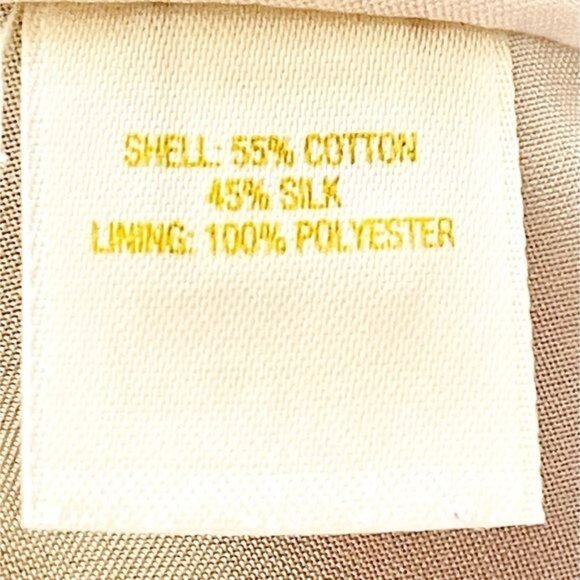 SHELL: 55% COTTON
45% SILK
LINING: 100% POLYESTER